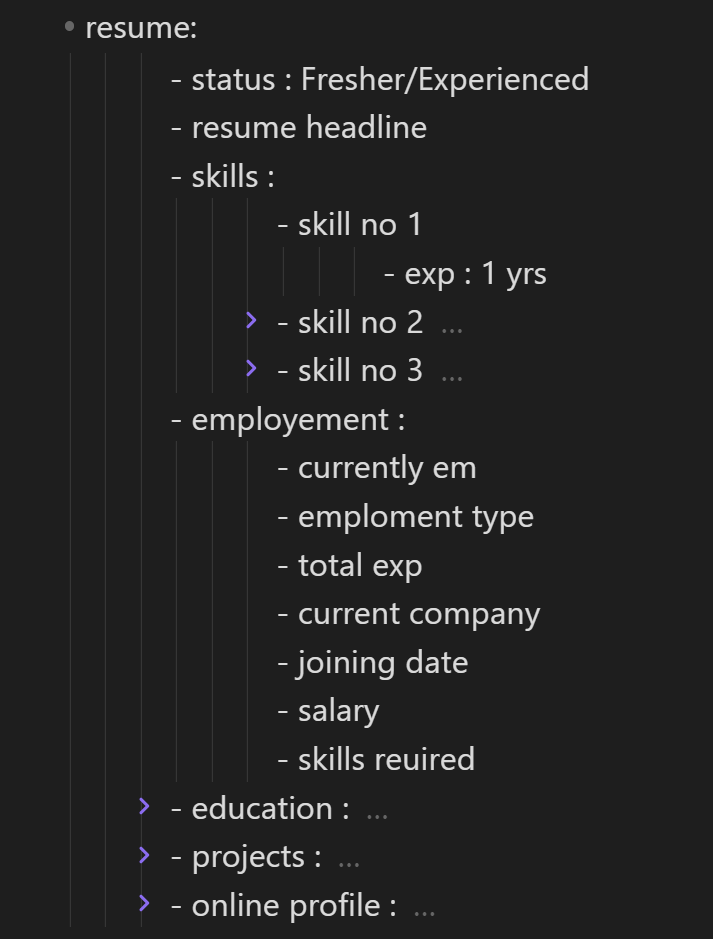 resume:
- status : Fresher/Experienced
- resume headline
- skills :
- skill no 1
- exp : 1 yrs
- skill no 2 ...
- skill no 3 ...
- employement :
- currently em
- emploment type
- total exp
- current company
- joining date
- salary
- skills reuired
- education : ...
- projects : ...
- online profile : ...